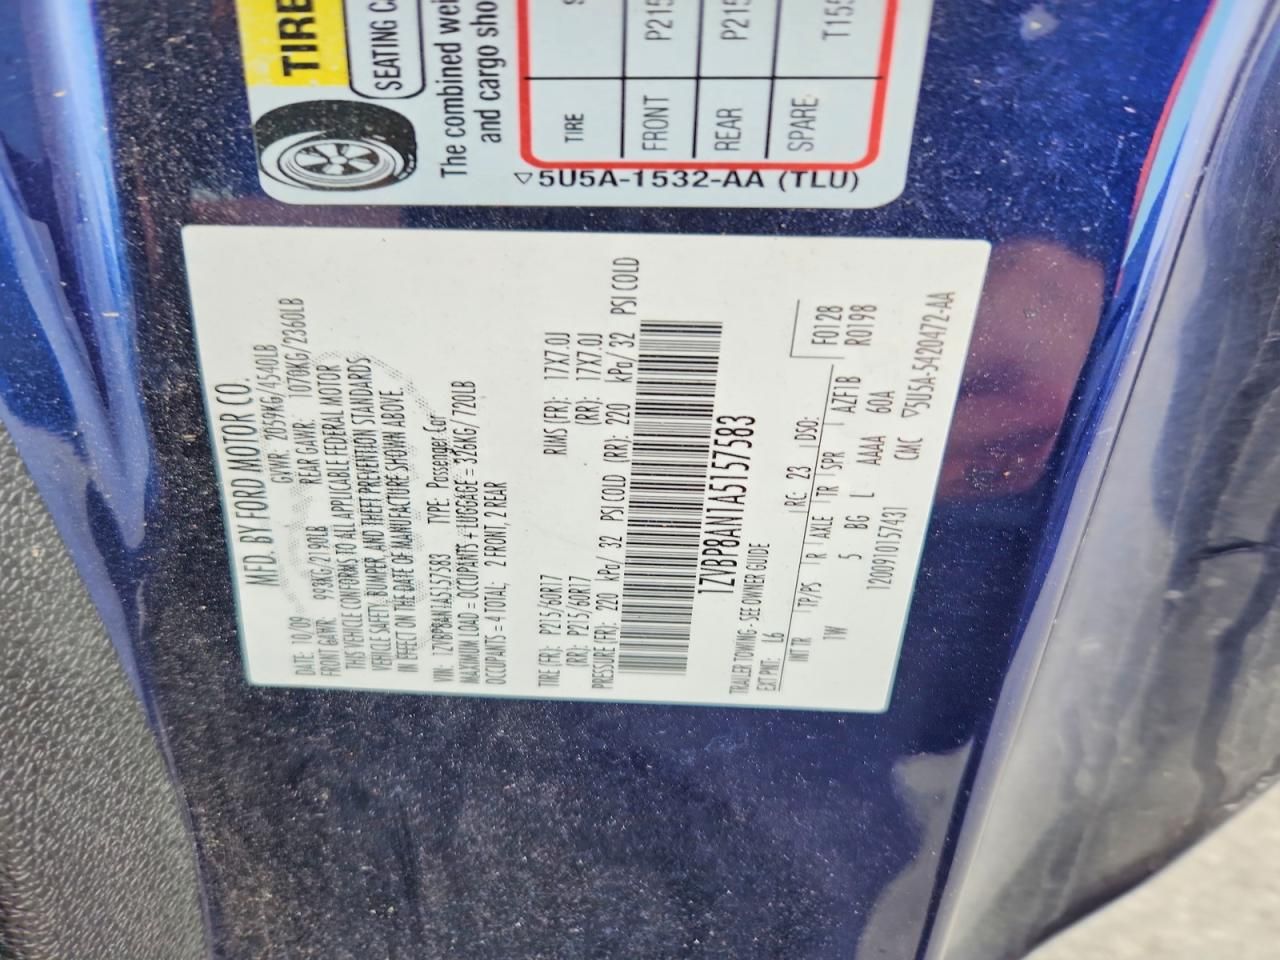 TIRE
SEATING CA
The combined wei
and cargo sho
TIRE
FRONT P215
REAR P215
SPARE T155
▽5U5A-1532-AA (TLU)
MFD. BY FORD MOTOR CO.
DATE: 10/09 GVWR: 2059KG/4540LB
FRONT GAWR: 993KG/2190LB REAR GAWR: 1070KG/2360LB
THIS VEHICLE CONFORMS TO ALL APPLICABLE FEDERAL MOTOR
VEHICLE SAFETY, BUMPER, AND THEFT PREVENTION STANDARDS
IN EFFECT ON THE DATE OF MANUFACTURE SHOWN ABOVE.
VIN: 1ZVBP8AN1A5157583 TYPE: Passenger Car
MAXIMUM LOAD = OCCUPANTS + LUGGAGE = 326KG/720LB
OCCUPANTS = 4 TOTAL; 2 FRONT, 2 REAR
TIRE (FR): P215/60R17 RIMS (FR): 17X7.0J
(RR): P215/60R17 (RR): 17X7.0J
PRESSURE (FR): 220 kPa/ 32 PSI COLD (RR): 220 kPa/ 32 PSI COLD
1ZVBP8AN1A5157583
TRAILER TOWING - SEE OWNER GUIDE
EXT PNT: L6 RC: 23 DSO: F0128
INT TR TP/PS R AXLE TR SPR AZF1B R0198
TW 5 BG L AAAA 60A
1200910157431 CMC ▽5U5A-5420472-AA